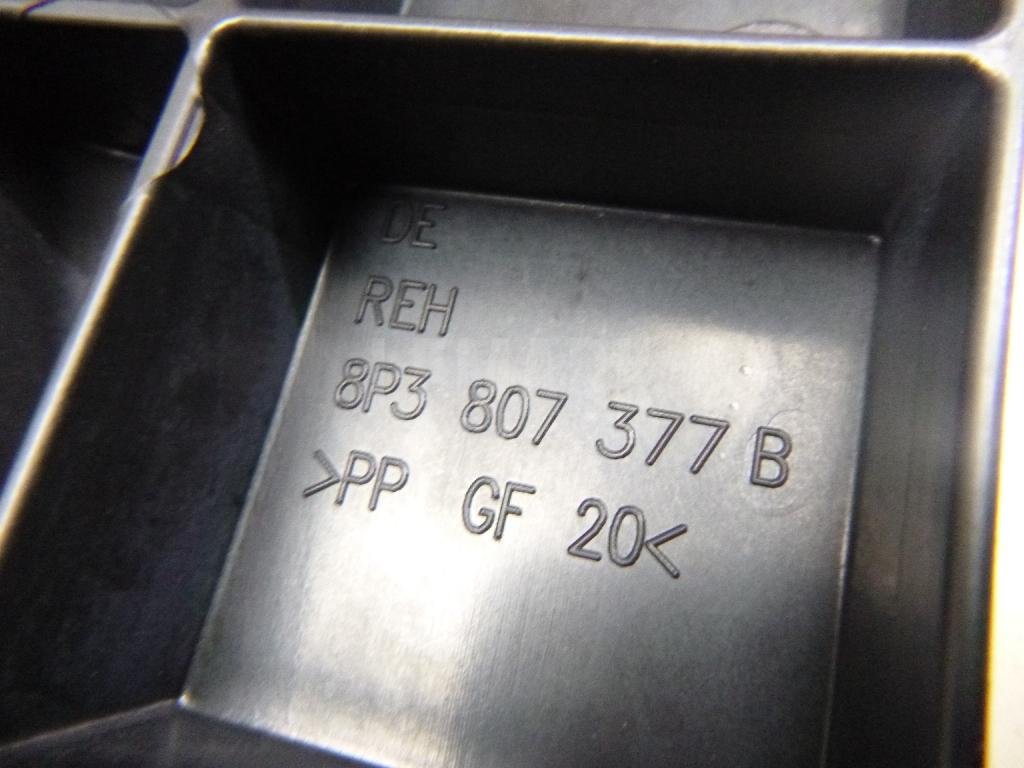 DE
REH
8P3 807 377 B
>PP GF 20<